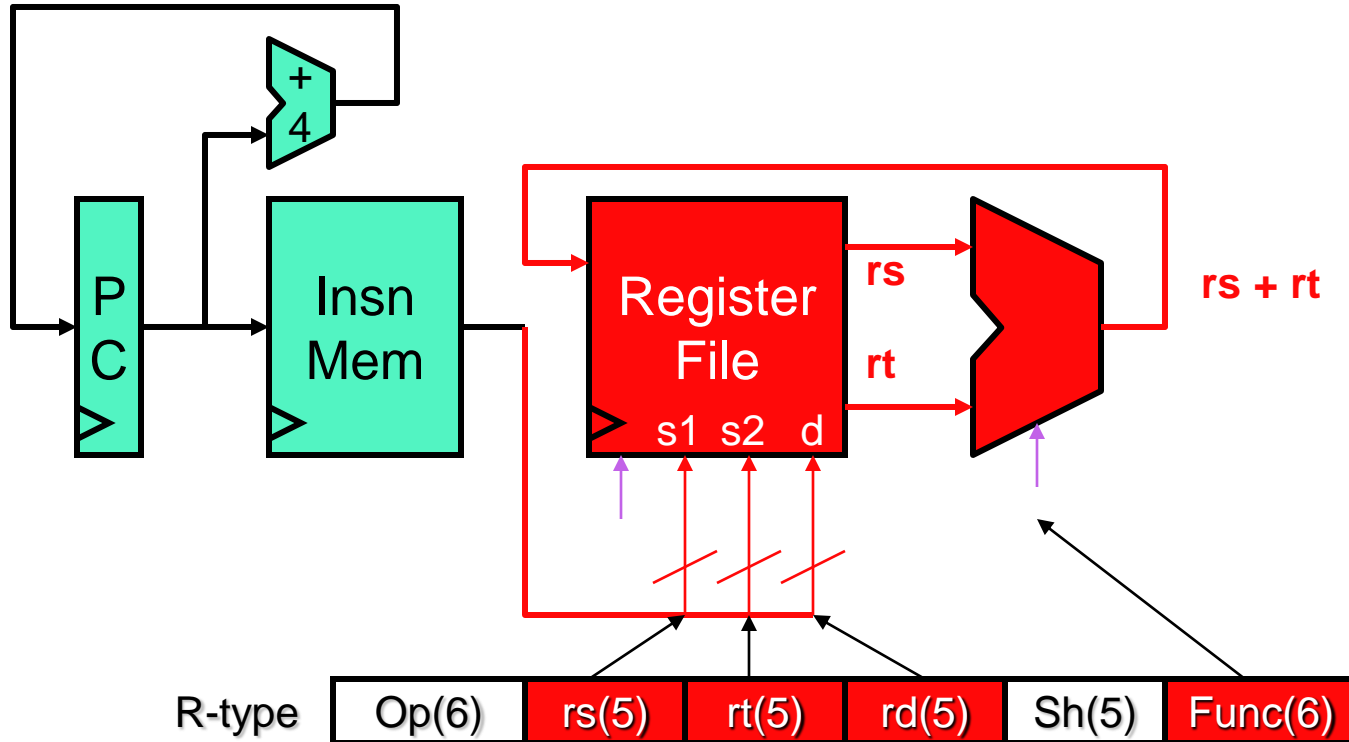 +
4
P
C
Insn
Mem
Register
File
s1 s2 d
rs
rt
rs + rt
R-type Op(6) rs(5) rt(5) rd(5) Sh(5) Func(6)